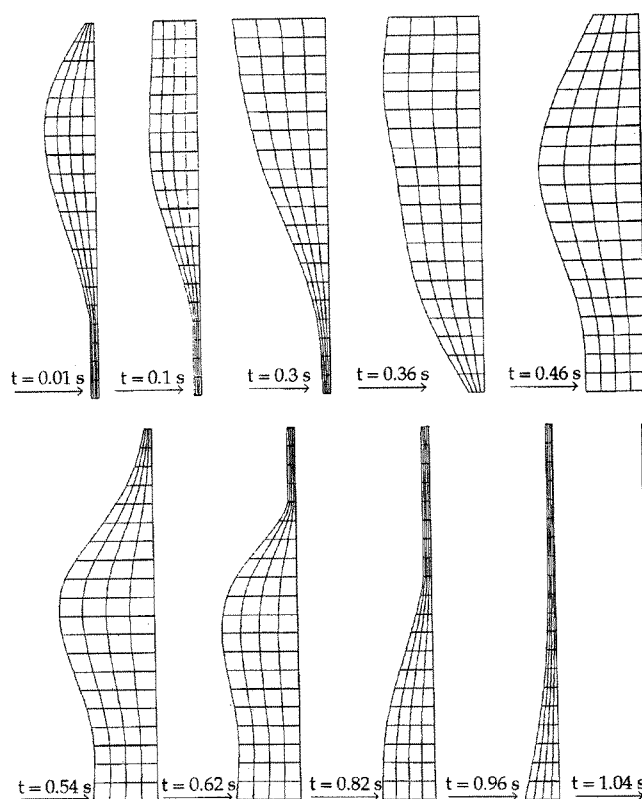 t = 0.01 s
t = 0.1 s
t = 0.3 s
t = 0.36 s
t = 0.46 s
t = 0.54 s
t = 0.62 s
t = 0.82 s
t = 0.96 s
t = 1.04 s